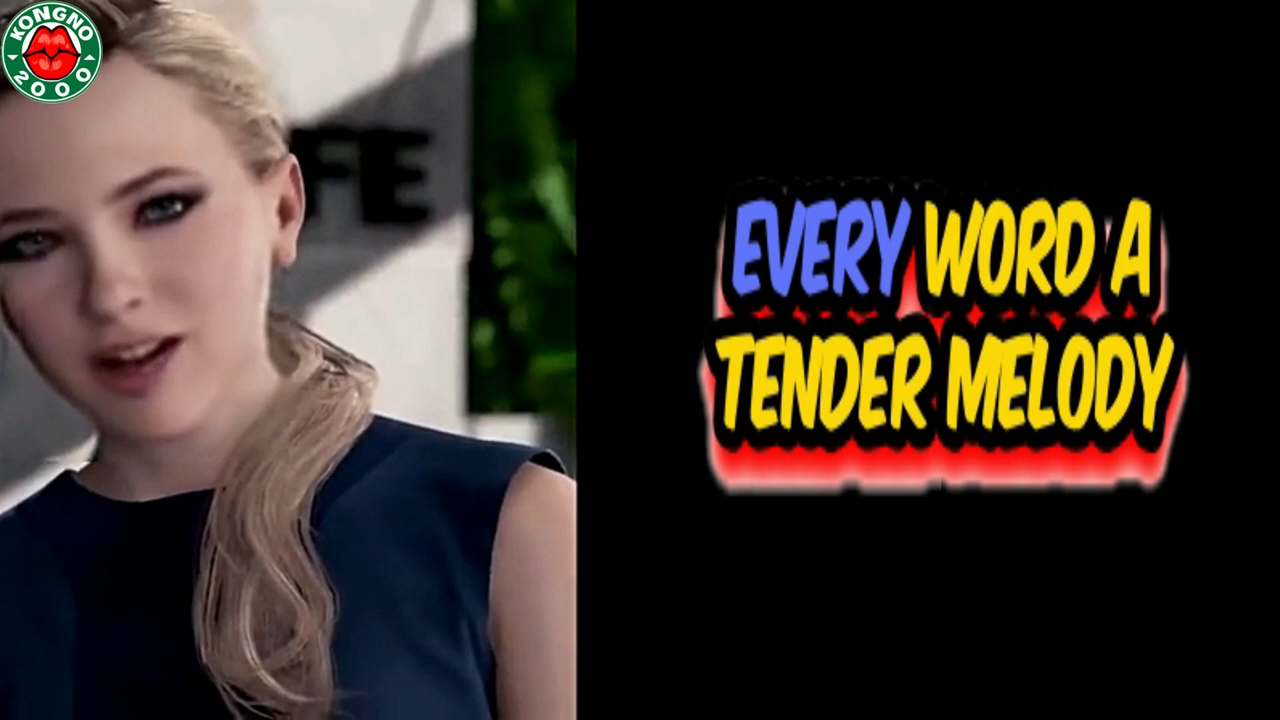 KONGNO
2000
FE
EVERY WORD A
TENDER MELODY